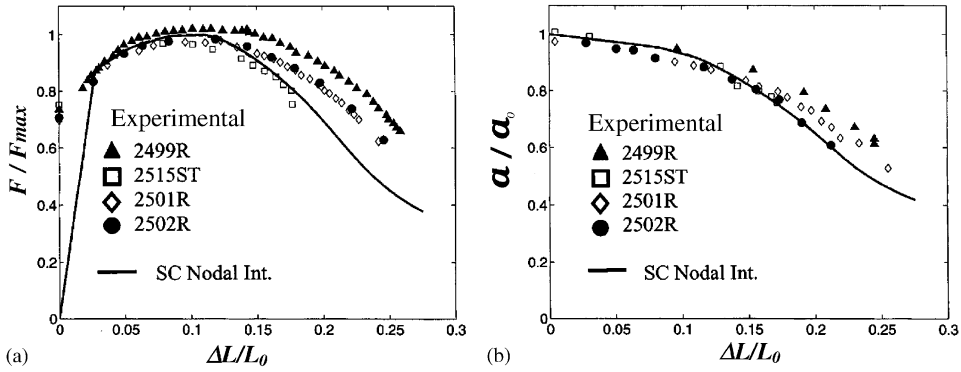 1
0.8
0.6
0.4
0.2
0
F / Fmax
Experimental
2499R
2515ST
2501R
2502R
SC Nodal Int.
0
0.05
0.1
0.15
0.2
0.25
0.3
ΔL/L₀
(a)
1
0.8
0.6
0.4
0.2
0
a / a₀
Experimental
2499R
2515ST
2501R
2502R
SC Nodal Int.
0
0.05
0.1
0.15
0.2
0.25
0.3
ΔL/L₀
(b)